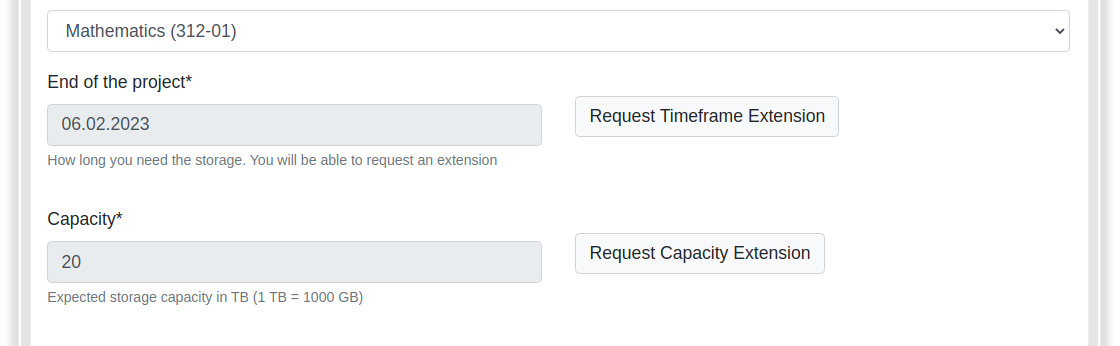 Mathematics (312-01)
End of the project*
06.02.2023
Request Timeframe Extension
How long you need the storage. You will be able to request an extension
Capacity*
20
Request Capacity Extension
Expected storage capacity in TB (1 TB = 1000 GB)